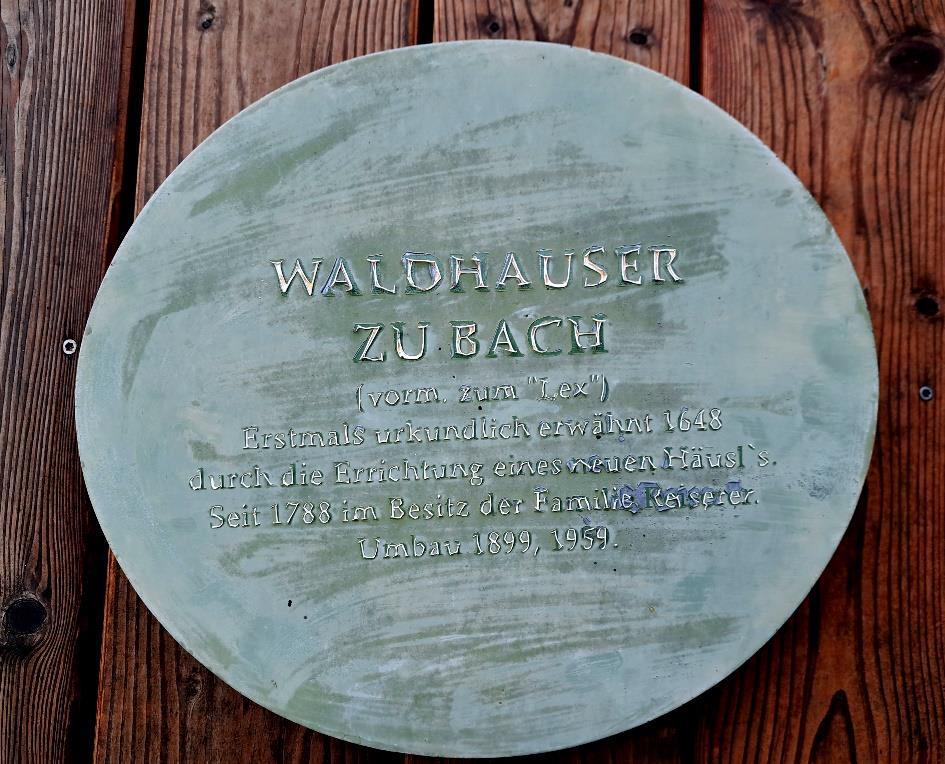 WALDHAUSER
ZU BACH
(vorm. zum "Lex")
Erstmals urkundlich erwähnt 1648
durch die Errichtung eines neuen Häusl`s.
Seit 1788 im Besitz der Familie Reiserer.
Umbau 1899, 1959.